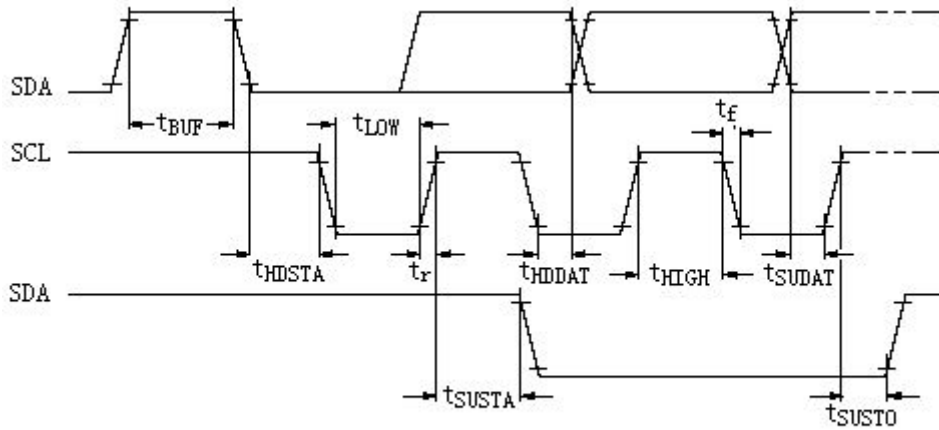 SDA
tBUF
tLOW
tf
SCL
tHDSTA
tr
tHDDAT
tHIGH
tSUDAT
SDA
tSUSTA
tSUSTO